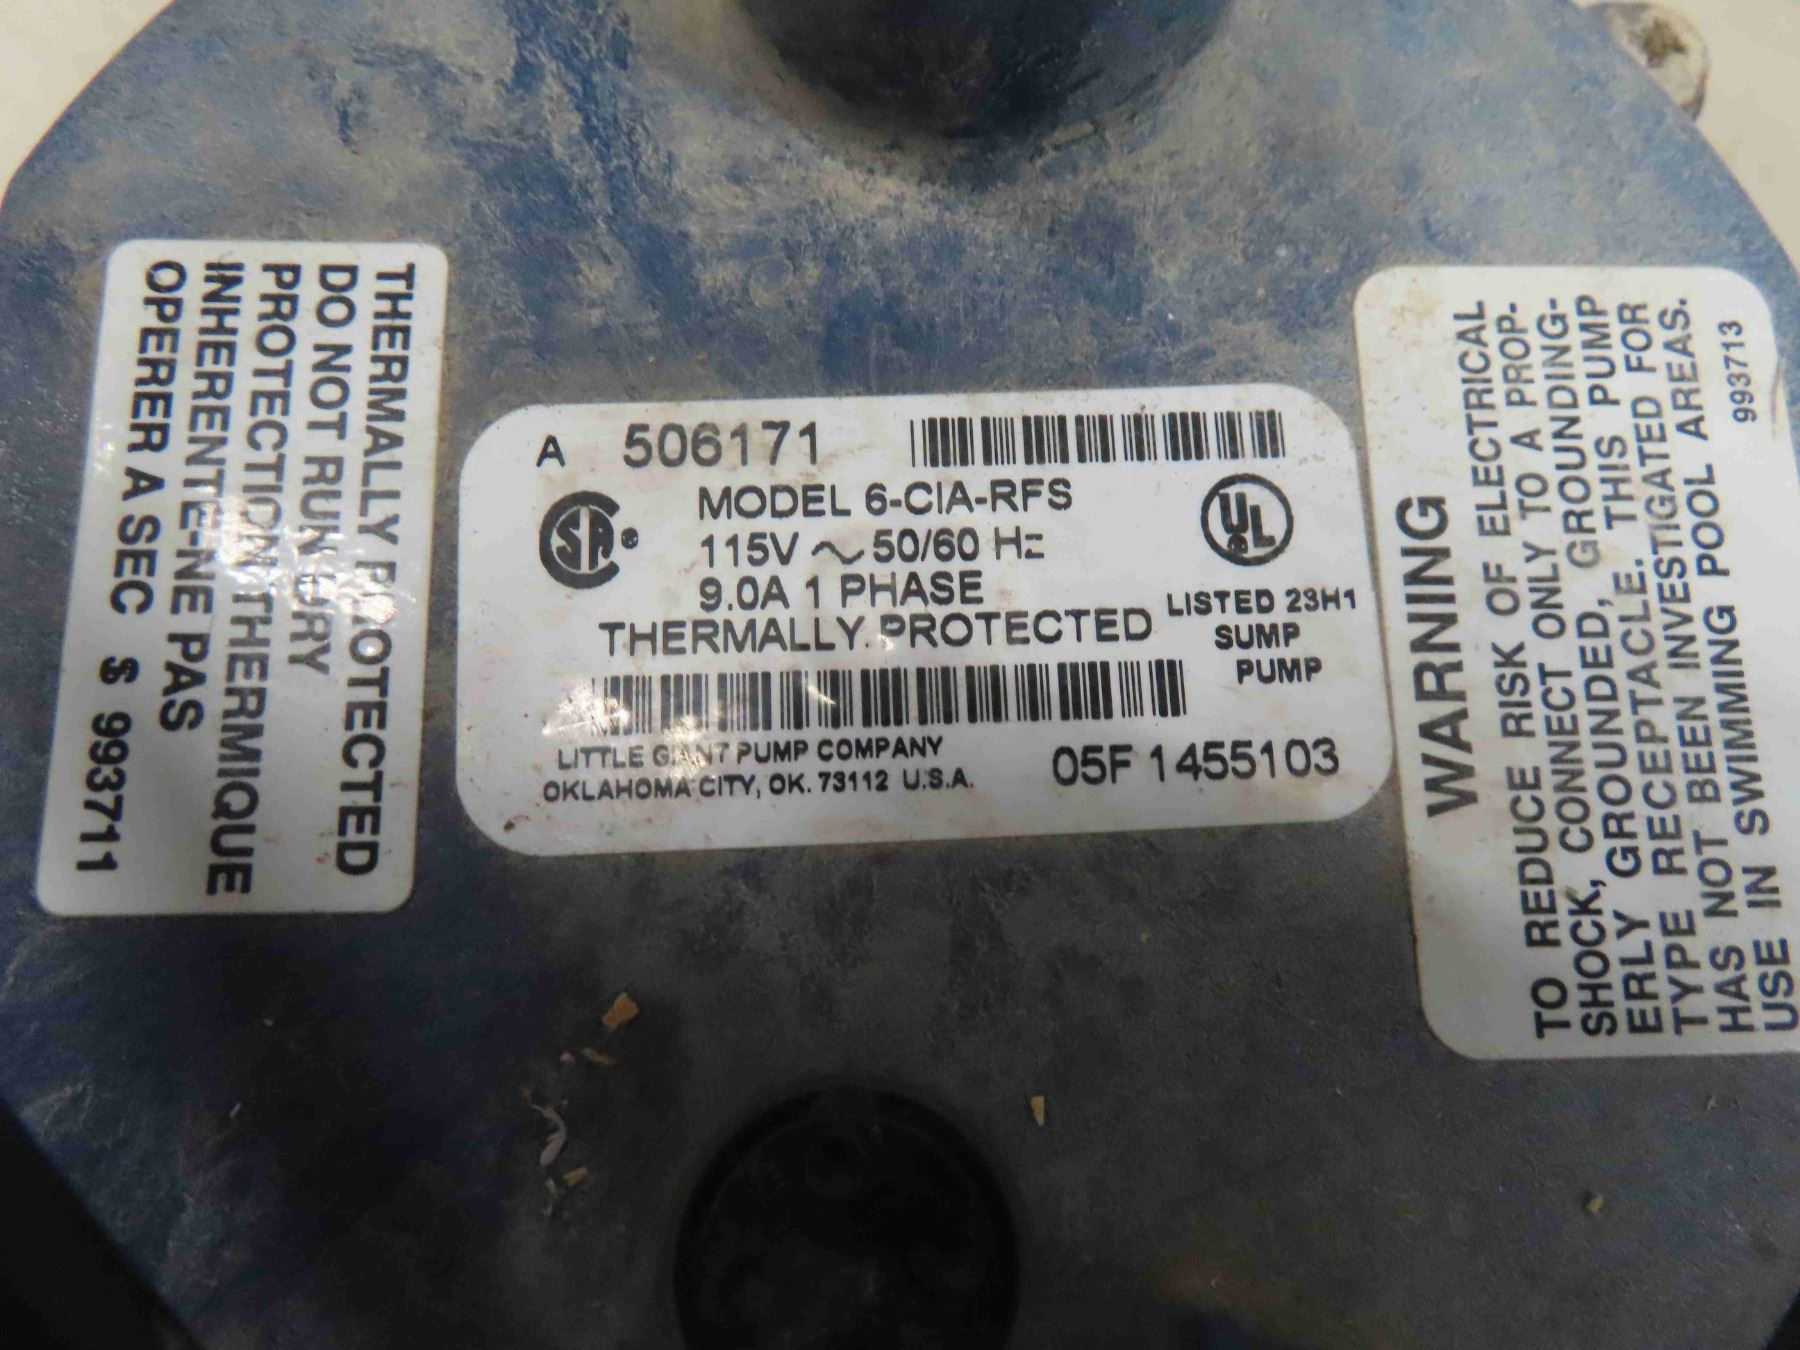 THERMALLY PROTECTED
DO NOT RUN DRY
PROTECTION THERMIQUE
INHERENTE-NE PAS
OPERER A SEC $ 993711
A 506171
MODEL 6-CIA-RFS
115V ~ 50/60 Hz
9.0A 1 PHASE
THERMALLY PROTECTED
SA ®
UL ®
LISTED 23H1
SUMP
PUMP
LITTLE GIANT PUMP COMPANY
OKLAHOMA CITY, OK. 73112 U.S.A.
05F 1455103
WARNING
TO REDUCE RISK OF ELECTRICAL
SHOCK, CONNECT ONLY TO A PROP-
ERLY GROUNDED, GROUNDING-
TYPE RECEPTACLE. THIS PUMP
HAS NOT BEEN INVESTIGATED FOR
USE IN SWIMMING POOL AREAS.
993713